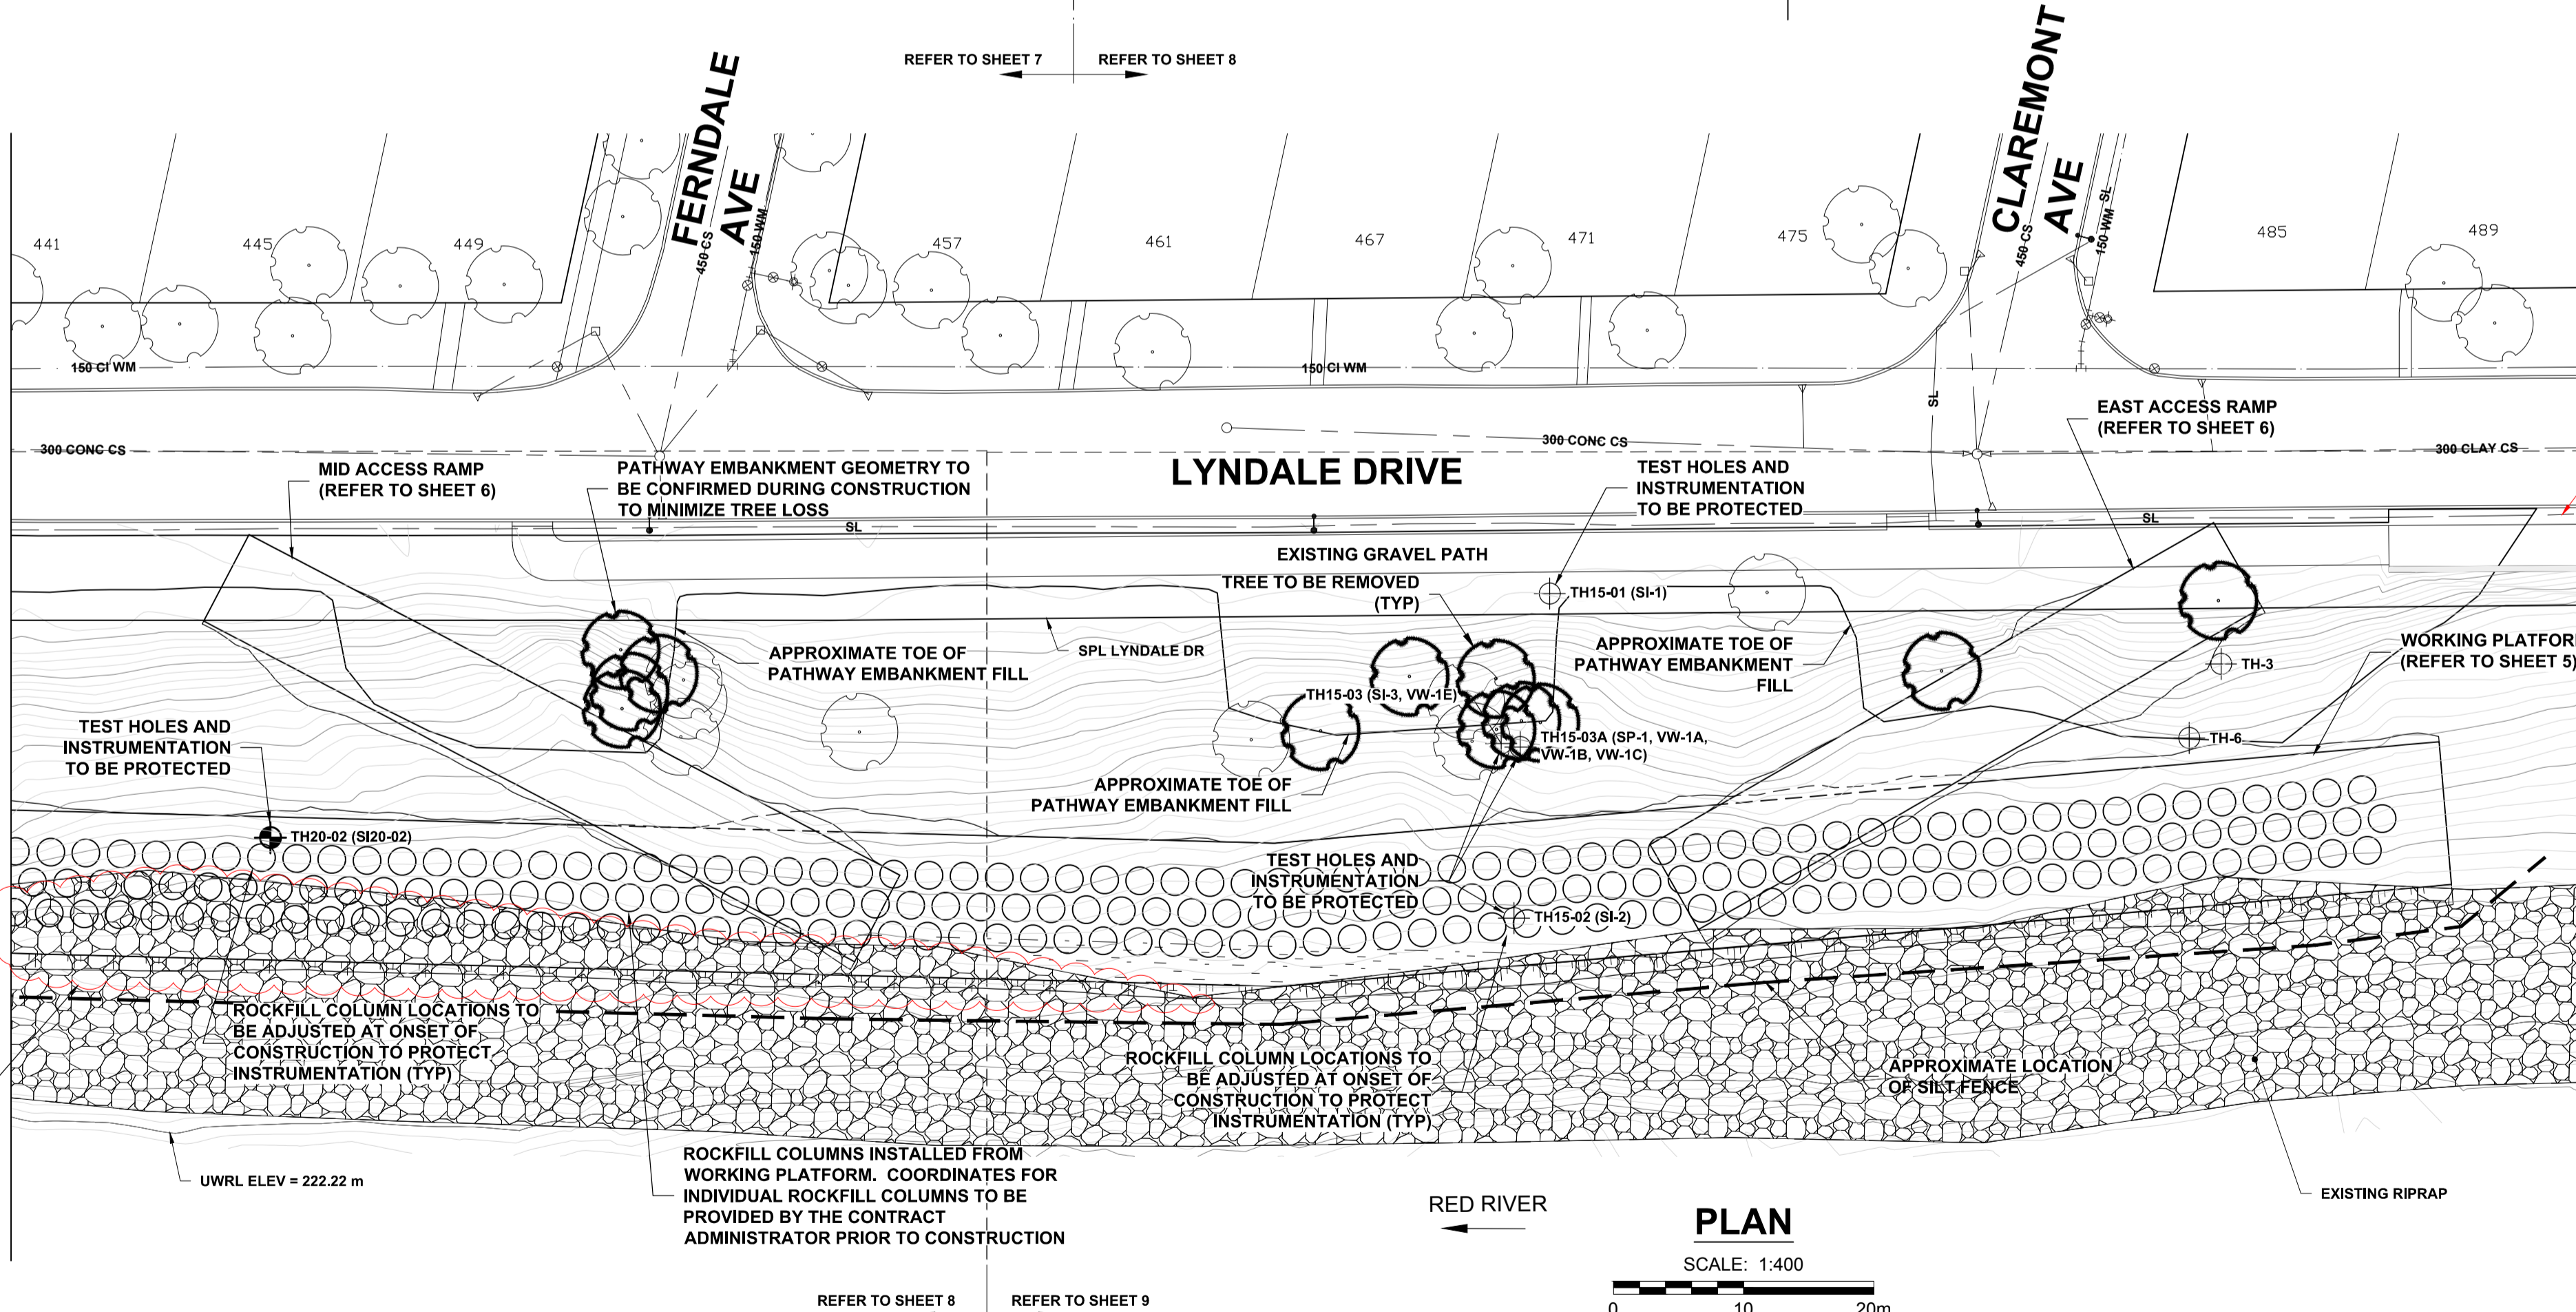 REFER TO SHEET 7
REFER TO SHEET 8
FERNDALE
AVE
450 CS
150 WM
CLAREMONT
AVE
450 CS
150 WM
SL
441
445
449
457
461
467
471
475
485
489
150 CI WM
150 CI WM
300 CONC CS
300 CONC CS
300 CLAY CS
SL
LYNDALE DRIVE
EAST ACCESS RAMP
(REFER TO SHEET 6)
MID ACCESS RAMP
(REFER TO SHEET 6)
PATHWAY EMBANKMENT GEOMETRY TO
BE CONFIRMED DURING CONSTRUCTION
TO MINIMIZE TREE LOSS
TEST HOLES AND
INSTRUMENTATION
TO BE PROTECTED
SL
SL
EXISTING GRAVEL PATH
TREE TO BE REMOVED
(TYP)
TH15-01 (SI-1)
APPROXIMATE TOE OF
PATHWAY EMBANKMENT FILL
SPL LYNDALE DR
APPROXIMATE TOE OF
PATHWAY EMBANKMENT
FILL
WORKING PLATFORM
(REFER TO SHEET 5)
TH-3
TH15-03 (SI-3, VW-1E)
TH15-03A (SP-1, VW-1A,
VW-1B, VW-1C)
TH-6
TEST HOLES AND
INSTRUMENTATION
TO BE PROTECTED
APPROXIMATE TOE OF
PATHWAY EMBANKMENT FILL
TH20-02 (SI20-02)
TEST HOLES AND
INSTRUMENTATION
TO BE PROTECTED
TH15-02 (SI-2)
ROCKFILL COLUMN LOCATIONS TO
BE ADJUSTED AT ONSET OF
CONSTRUCTION TO PROTECT
INSTRUMENTATION (TYP)
ROCKFILL COLUMN LOCATIONS TO
BE ADJUSTED AT ONSET OF
CONSTRUCTION TO PROTECT
INSTRUMENTATION (TYP)
APPROXIMATE LOCATION
OF SILT FENCE
UWRL ELEV = 222.22 m
ROCKFILL COLUMNS INSTALLED FROM
WORKING PLATFORM. COORDINATES FOR
INDIVIDUAL ROCKFILL COLUMNS TO BE
PROVIDED BY THE CONTRACT
ADMINISTRATOR PRIOR TO CONSTRUCTION
RED RIVER
EXISTING RIPRAP
PLAN
SCALE: 1:400
0 10 20m
REFER TO SHEET 8
REFER TO SHEET 9